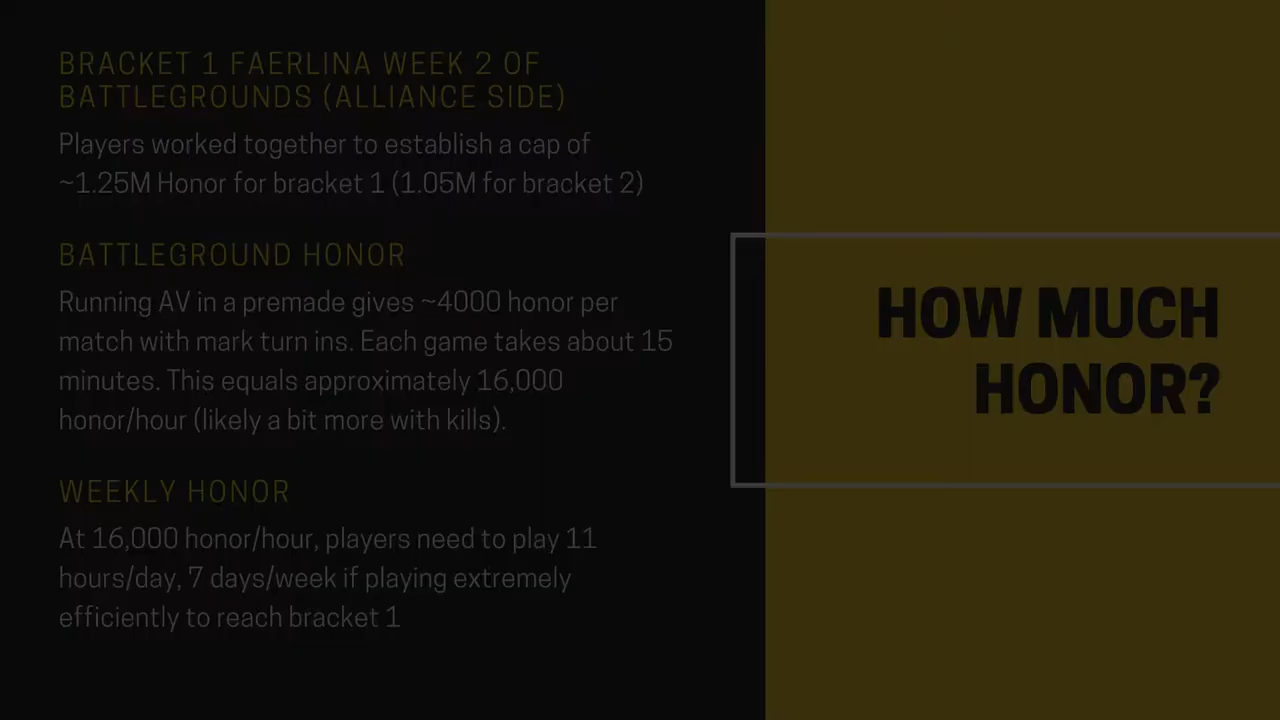 BRACKET 1 FAERLINA WEEK 2 OF
BATTLEGROUNDS (ALLIANCE SIDE)
Players worked together to establish a cap of
~1.25M Honor for bracket 1 (1.05M for bracket 2)
BATTLEGROUND HONOR
Running AV in a premade gives ~4000 honor per
match with mark turn ins. Each game takes about 15
minutes. This equals approximately 16,000
honor/hour (likely a bit more with kills).
WEEKLY HONOR
At 16,000 honor/hour, players need to play 11
hours/day, 7 days/week if playing extremely
efficiently to reach bracket 1
HOW MUCH
HONOR?